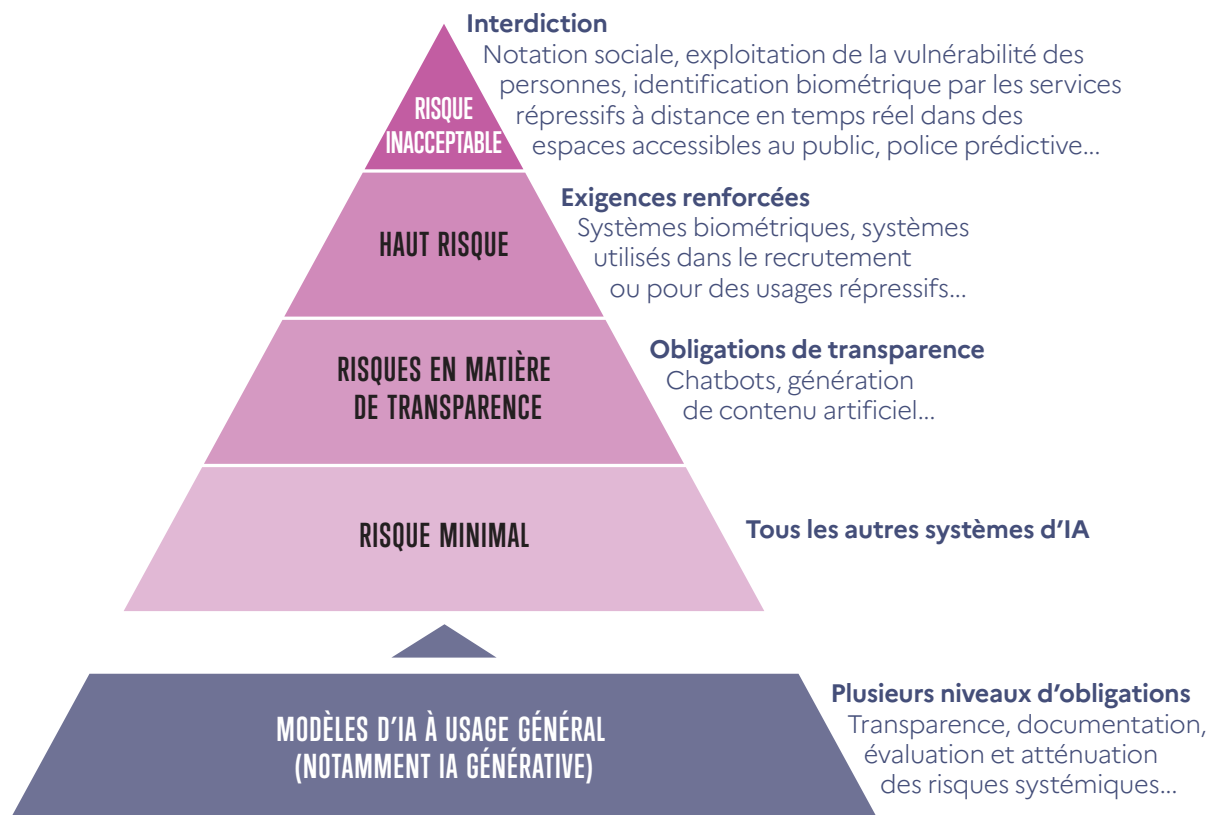 Interdiction
Notation sociale, exploitation de la vulnérabilité des
personnes, identification biométrique par les services
répressifs à distance en temps réel dans des
espaces accessibles au public, police prédictive...
RISQUE
INACCEPTABLE
Exigences renforcées
Systèmes biométriques, systèmes
utilisés dans le recrutement
ou pour des usages répressifs...
HAUT RISQUE
Obligations de transparence
Chatbots, génération
de contenu artificiel...
RISQUES EN MATIÈRE
DE TRANSPARENCE
RISQUE MINIMAL
Tous les autres systèmes d'IA
Plusieurs niveaux d'obligations
Transparence, documentation,
évaluation et atténuation
des risques systémiques...
MODÈLES D'IA À USAGE GÉNÉRAL
(NOTAMMENT IA GÉNÉRATIVE)